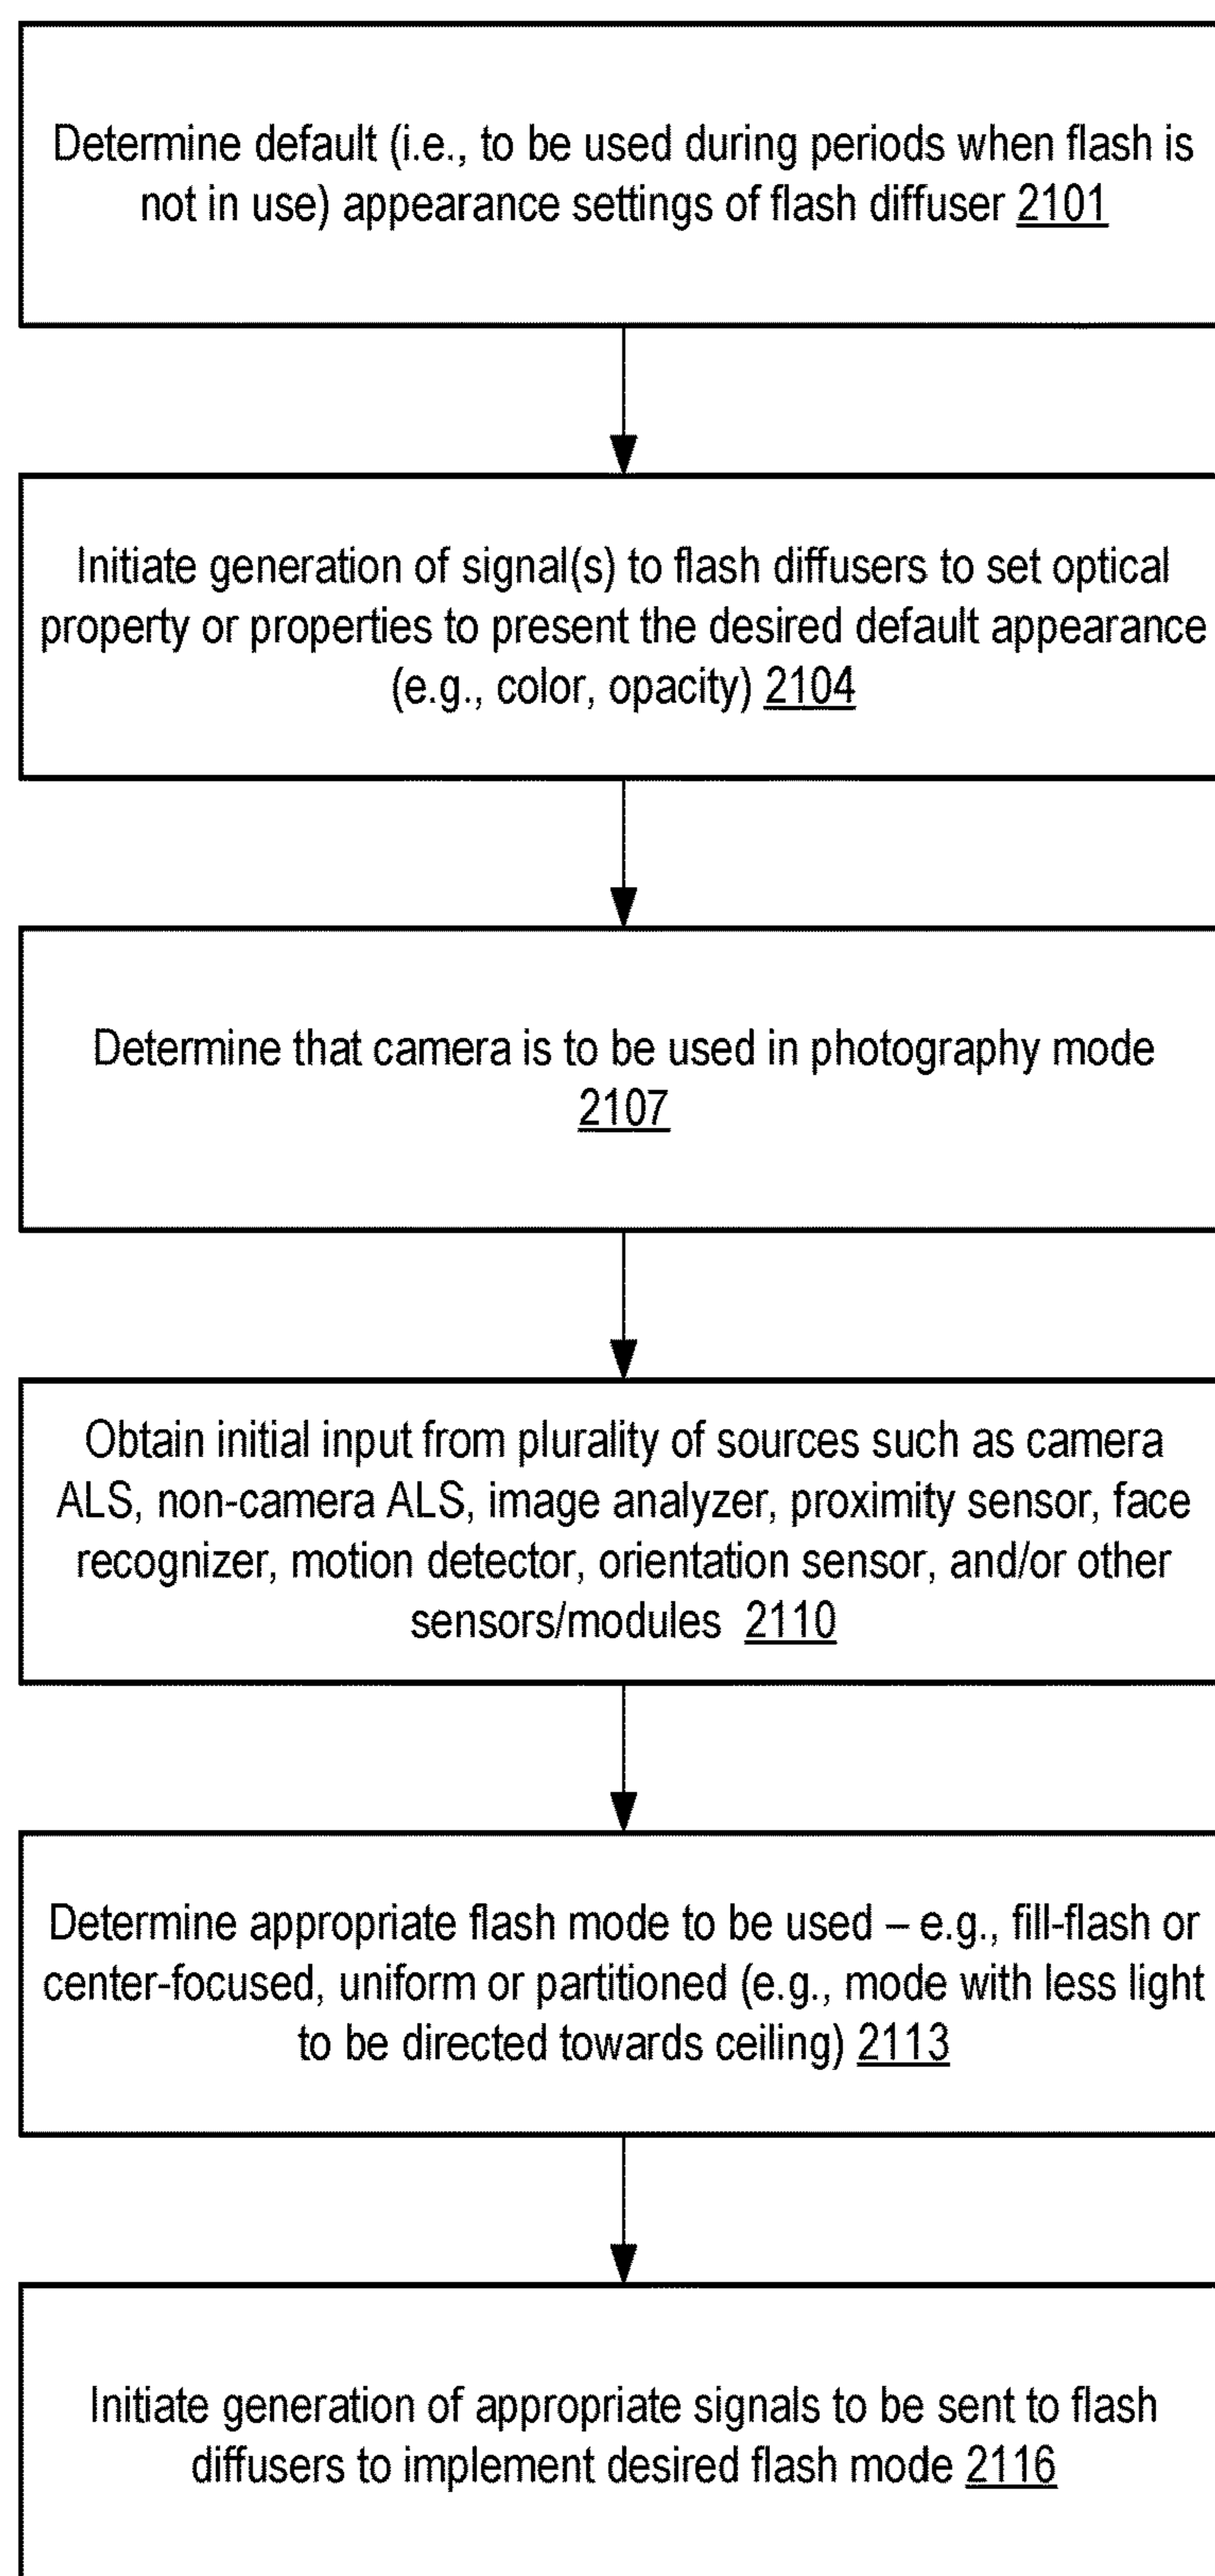 Determine default (i.e., to be used during periods when flash is
not in use) appearance settings of flash diffuser 2101
Initiate generation of signal(s) to flash diffusers to set optical
property or properties to present the desired default appearance
(e.g., color, opacity) 2104
Determine that camera is to be used in photography mode
2107
Obtain initial input from plurality of sources such as camera
ALS, non-camera ALS, image analyzer, proximity sensor, face
recognizer, motion detector, orientation sensor, and/or other
sensors/modules 2110
Determine appropriate flash mode to be used – e.g., fill-flash or
center-focused, uniform or partitioned (e.g., mode with less light
to be directed towards ceiling) 2113
Initiate generation of appropriate signals to be sent to flash
diffusers to implement desired flash mode 2116